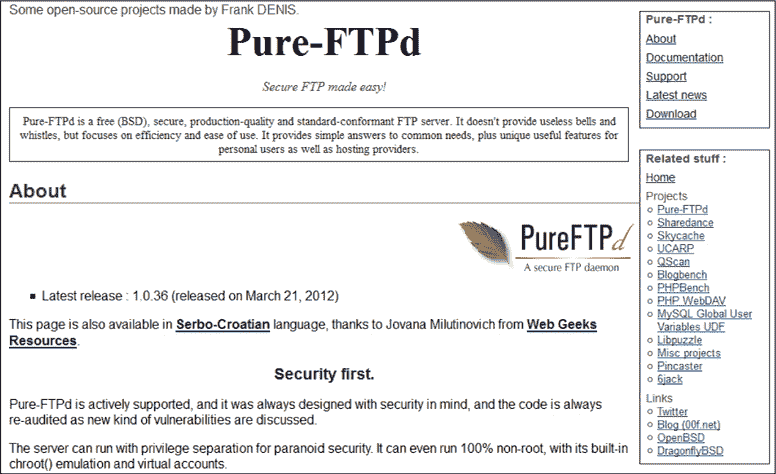 Some open-source projects made by Frank DENIS.
Pure-FTPd
Secure FTP made easy!
Pure-FTPd is a free (BSD), secure, production-quality and standard-conformant FTP server. It doesn't provide useless bells and
whistles, but focuses on efficiency and ease of use. It provides simple answers to common needs, plus unique useful features for
personal users as well as hosting providers.
About
PureFTPd
A secure FTP daemon
Latest release : 1.0.36 (released on March 21, 2012)
This page is also available in Serbo-Croatian language, thanks to Jovana Milutinovich from Web Geeks
Resources.
Security first.
Pure-FTPd is actively supported, and it was always designed with security in mind, and the code is always
re-audited as new kind of vulnerabilities are discussed.
The server can run with privilege separation for paranoid security. It can even run 100% non-root, with its built-in
chroot() emulation and virtual accounts.
Pure-FTPd :
About
Documentation
Support
Latest news
Download
Related stuff :
Home
Projects
Pure-FTPd
Sharedance
Skycache
UCARP
QScan
Blogbench
PHPBench
PHP WebDAV
MySQL Global User
Variables UDF
Libpuzzle
Misc projects
Pincaster
6jack
Links
Twitter
Blog (00f.net)
OpenBSD
DragonflyBSD